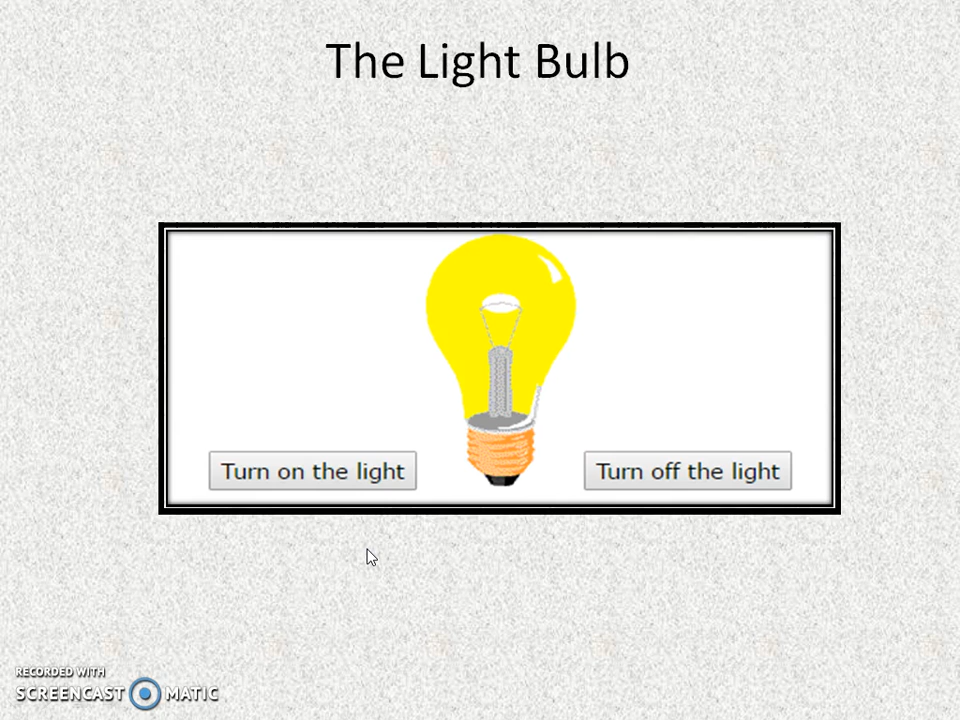 The Light Bulb
Turn on the light
Turn off the light
RECORDED WITH
SCREENCAST MATIC